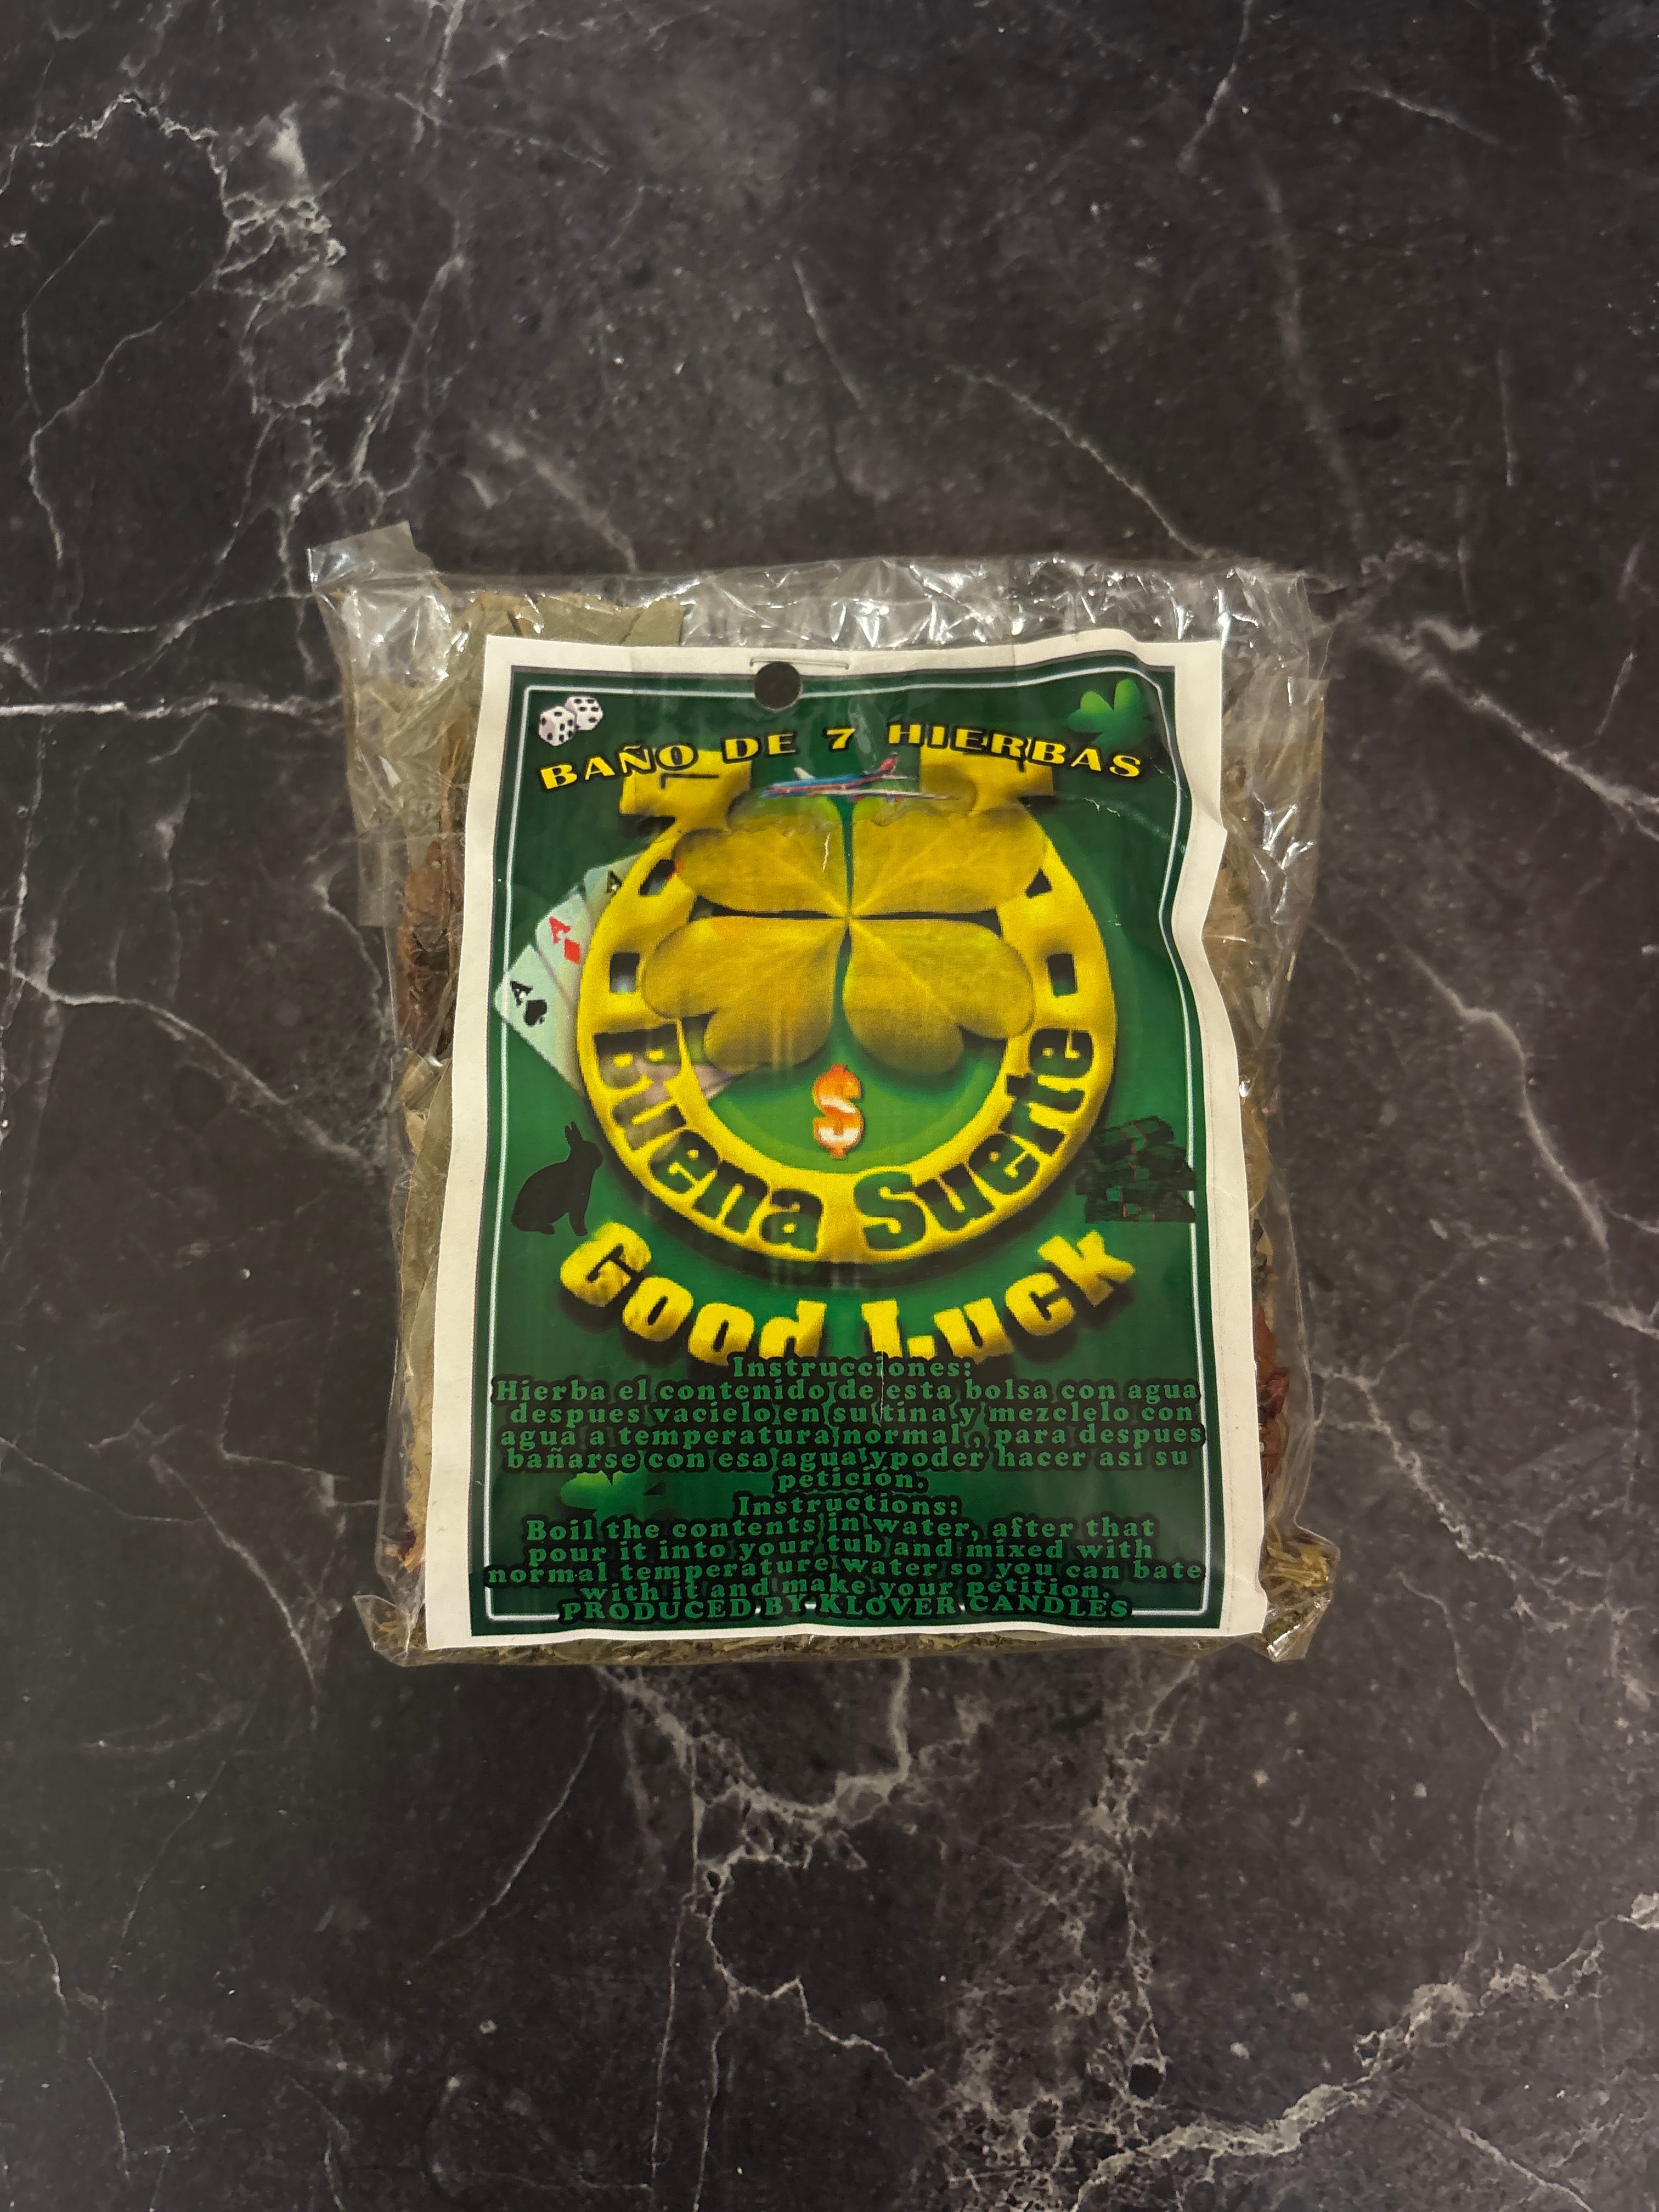 BAÑO DE 7 HIERBAS
A
A
A
Buena Suerte
$
Good Luck
Instrucciones:
Hierba el contenido de esta bolsa con agua
despues vacielo en su tina y mezclelo con
agua a temperatura normal, para despues
bañarse con esa agua y poder hacer asi su
petición.
Instructions:
Boil the contents in water, after that
pour it into your tub and mixed with
normal temperature water so you can bate
with it and make your petition.
PRODUCED BY KLOVER CANDLES